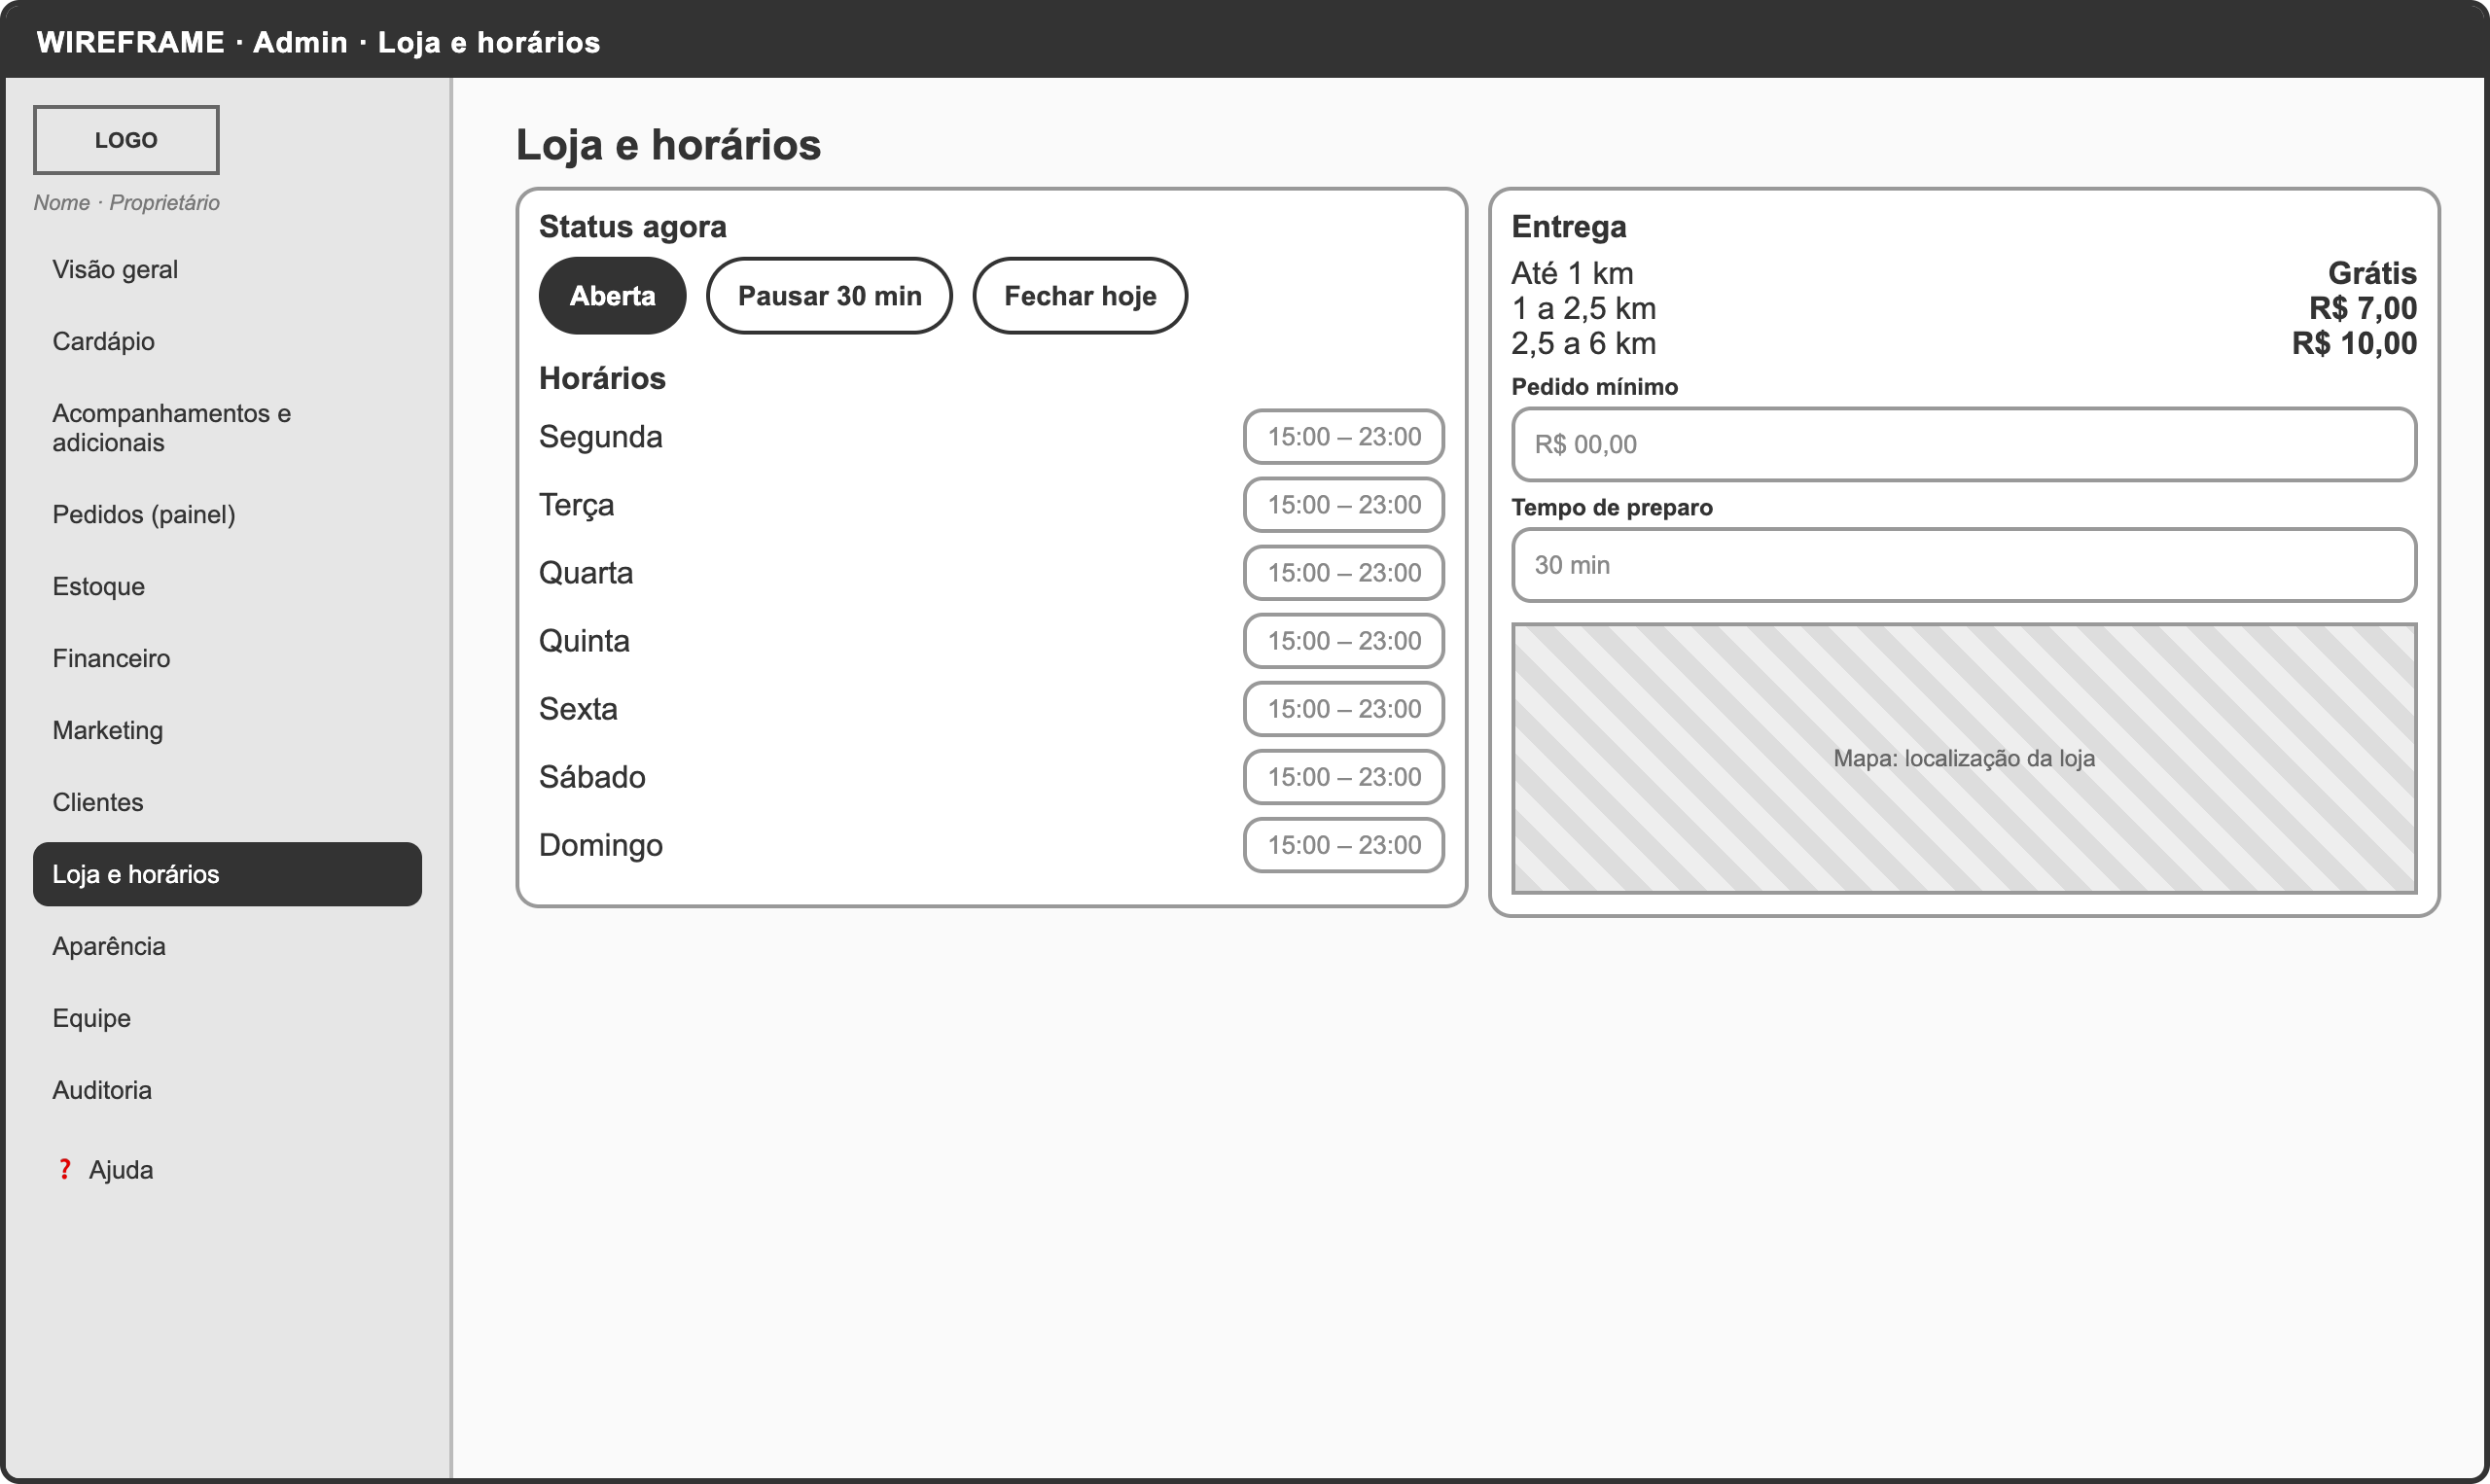 WIREFRAME · Admin · Loja e horários
LOGO
Nome · Proprietário
Visão geral
Cardápio
Acompanhamentos e
adicionais
Pedidos (painel)
Estoque
Financeiro
Marketing
Clientes
Loja e horários
Aparência
Equipe
Auditoria
? Ajuda
Loja e horários
Status agora
Aberta Pausar 30 min Fechar hoje
Horários
Segunda 15:00 – 23:00
Terça 15:00 – 23:00
Quarta 15:00 – 23:00
Quinta 15:00 – 23:00
Sexta 15:00 – 23:00
Sábado 15:00 – 23:00
Domingo 15:00 – 23:00
Entrega
Até 1 km Grátis
1 a 2,5 km R$ 7,00
2,5 a 6 km R$ 10,00
Pedido mínimo
R$ 00,00
Tempo de preparo
30 min
Mapa: localização da loja